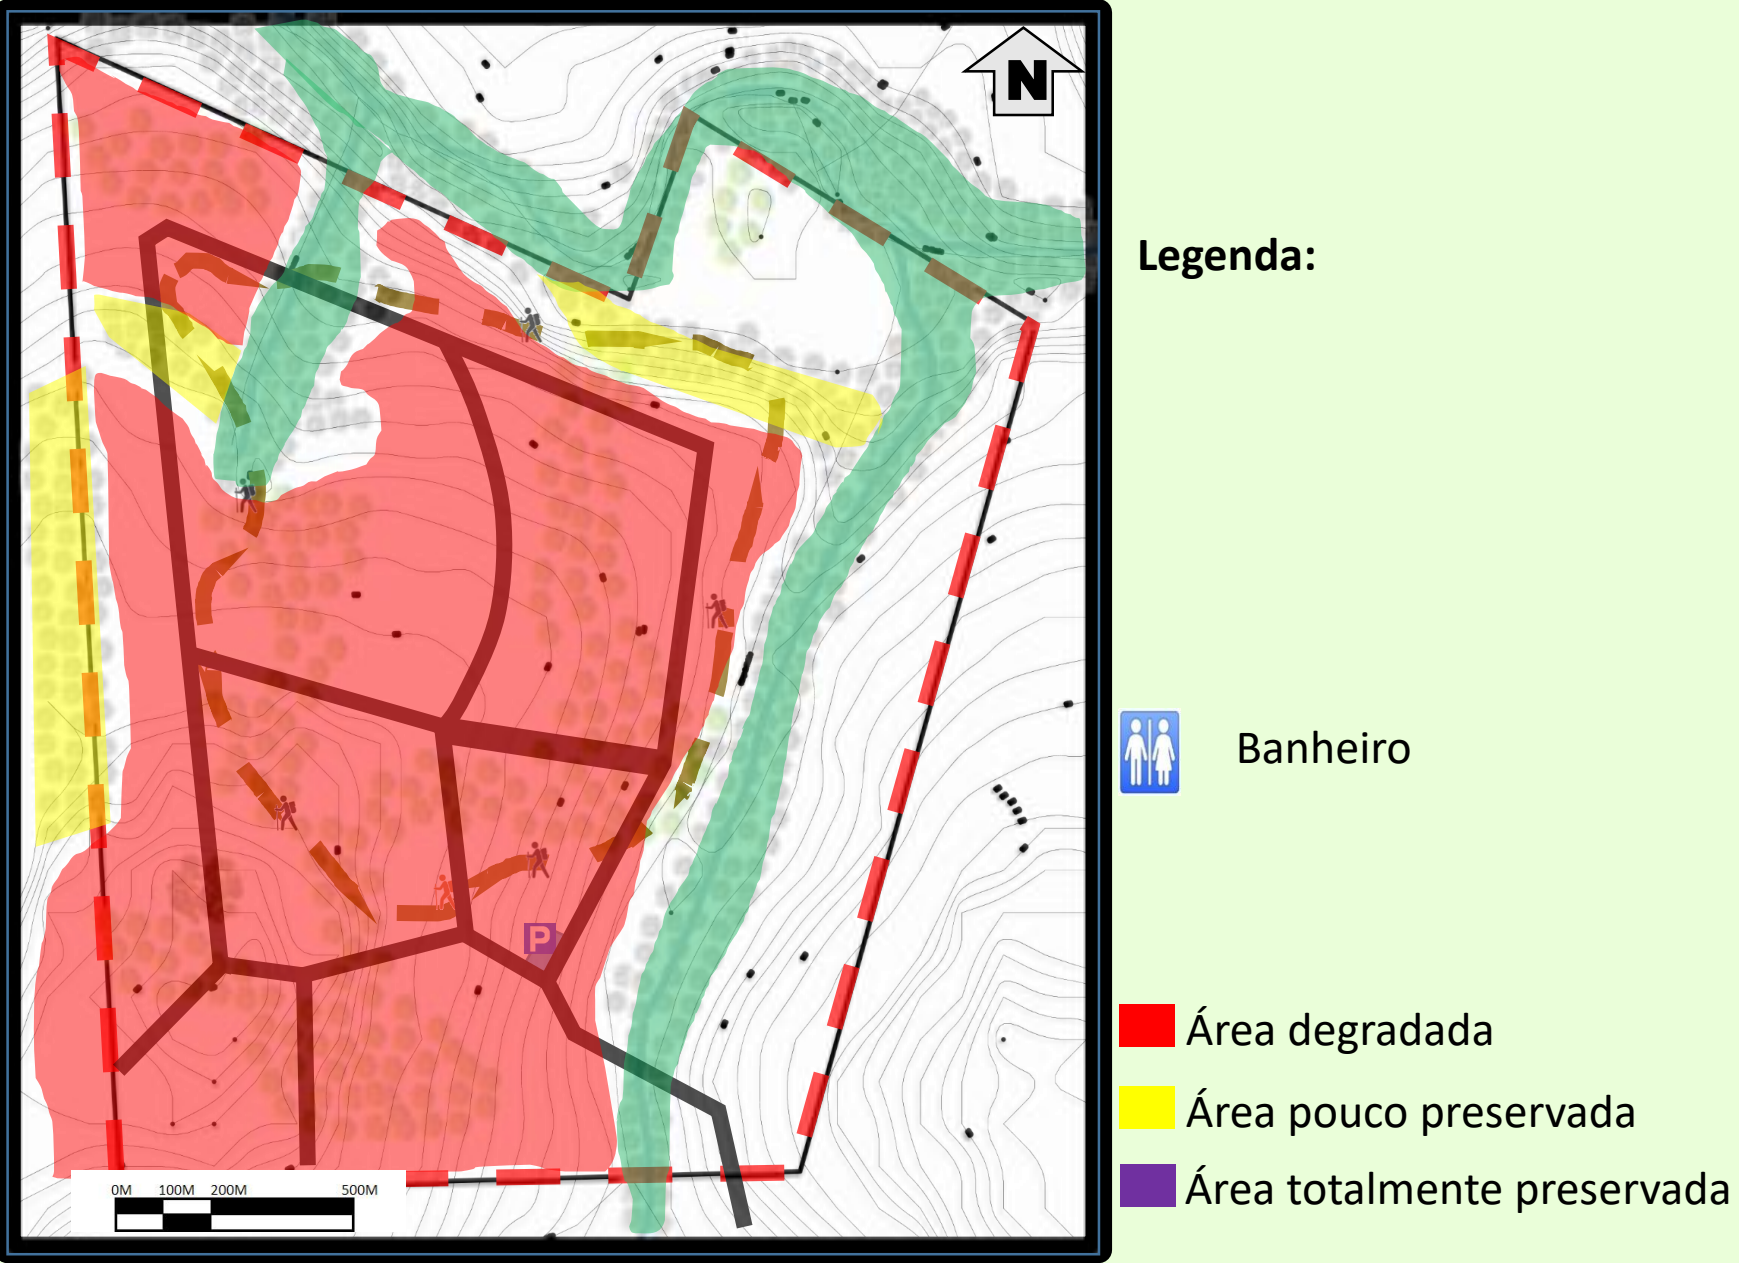 N
Legenda:
Banheiro
P
Área degradada
Área pouco preservada
Área totalmente preservada
0M 100M 200M 500M